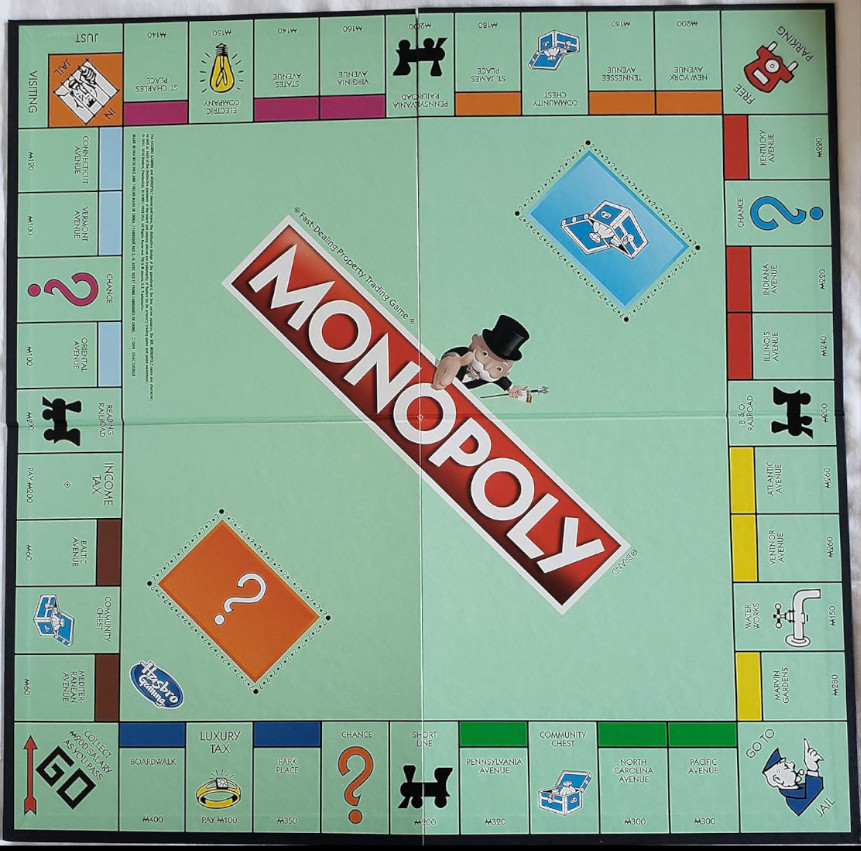 JUST
VISITING
IN
JAIL
ST. CHARLES
PLACE
M140
ELECTRIC
COMPANY
M150
STATES
AVENUE
M140
VIRGINIA
AVENUE
M160
PENNSYLVANIA
RAILROAD
M200
ST. JAMES
PLACE
M180
COMMUNITY
CHEST
TENNESSEE
AVENUE
M180
NEW YORK
AVENUE
M200
FREE
PARKING
KENTUCKY
AVENUE
M220
CHANCE
?
INDIANA
AVENUE
M220
ILLINOIS
AVENUE
M240
B. & O.
RAILROAD
M200
ATLANTIC
AVENUE
M260
VENTNOR
AVENUE
M260
WATER
WORKS
M150
MARVIN
GARDENS
M280
GO TO
JAIL
PACIFIC
AVENUE
M300
NORTH
CAROLINA
AVENUE
M300
COMMUNITY
CHEST
PENNSYLVANIA
AVENUE
M320
SHORT
LINE
M200
CHANCE
?
PARK
PLACE
M350
LUXURY
TAX
PAY M100
BOARDWALK
M400
COLLECT
M200 SALARY
AS YOU PASS
GO
MEDITER-
RANEAN
AVENUE
M60
COMMUNITY
CHEST
BALTIC
AVENUE
M60
INCOME
TAX
PAY M200
READING
RAILROAD
M200
ORIENTAL
AVENUE
M100
CHANCE
?
VERMONT
AVENUE
M100
CONNECTICUT
AVENUE
M120
® Fast-Dealing Property Trading Game ®
MONOPOLY
® BRAND
?
Hasbro
Gaming